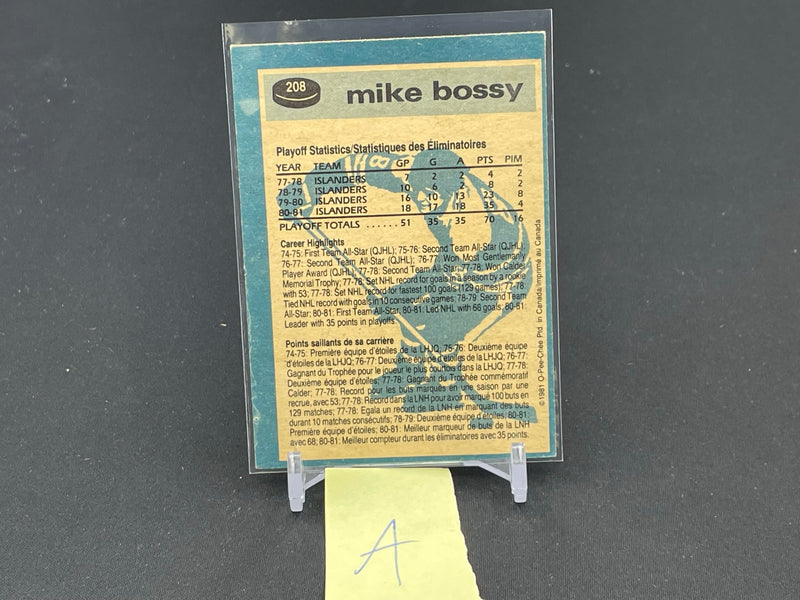 208
mike bossy
Playoff Statistics/Statistiques des Éliminatoires
YEAR TEAM GP G A PTS PIM
77-78 ISLANDERS 7 2 2 4 2
78-79 ISLANDERS 10 6 2 8 2
79-80 ISLANDERS 16 10 13 23 8
80-81 ISLANDERS 18 17 18 35 4
PLAYOFF TOTALS ...... 51 35 35 70 16
Career Highlights
74-75: First Team All-Star (QJHL); 75-76: Second Team All-Star (QJHL);
76-77: Second Team All-Star (QJHL); 76-77: Won Most Gentlemanly
Player Award (QJHL); 77-78: Second Team All-Star; 77-78: Won Calder
Memorial Trophy; 77-78: Set NHL record for goals in a season by a rookie
with 53; 77-78: Set NHL record for fastest 100 goals (129 games); 77-78:
Tied NHL record with goals in 10 consecutive games; 78-79: Second Team
All-Star; 80-81: First Team All-Star; 80-81: Led NHL with 68 goals; 80-81:
Leader with 35 points in playoffs.
Points saillants de sa carrière
74-75: Première équipe d'étoiles de la LHJQ; 75-76: Deuxième équipe
d'étoiles de la LHJQ; 76-77: Deuxième équipe d'étoiles de la LHJQ; 76-77:
Gagnant du Trophée pour le joueur le plus courtois dans la LHJQ; 77-78:
Deuxième équipe d'étoiles; 77-78: Gagnant du Trophée commémoratif
Calder; 77-78: Record pour les buts marqués en une saison par une
recrue, avec 53; 77-78: Record dans la LNH pour avoir marqué 100 buts en
129 matches; 77-78: Egala un record de la LNH en marquant des buts
durant 10 matches consécutifs; 78-79: Deuxième équipe d'étoiles; 80-81:
Première équipe d'étoiles; 80-81: Meilleur marqueur de buts de la LNH
avec 68; 80-81: Meilleur compteur durant les éliminatoires avec 35 points.
©1981 O-Pee-Chee Ptd. in Canada/Imprimé au Canada
A